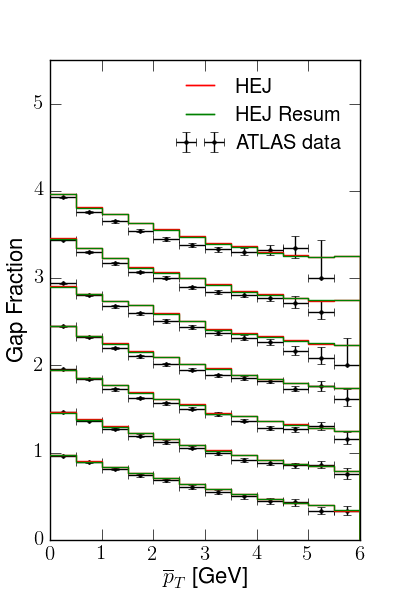 HEJ
HEJ Resum
ATLAS data
Gap Fraction
5
4
3
2
1
0
0 1 2 3 4 5 6
p̅_T [GeV]